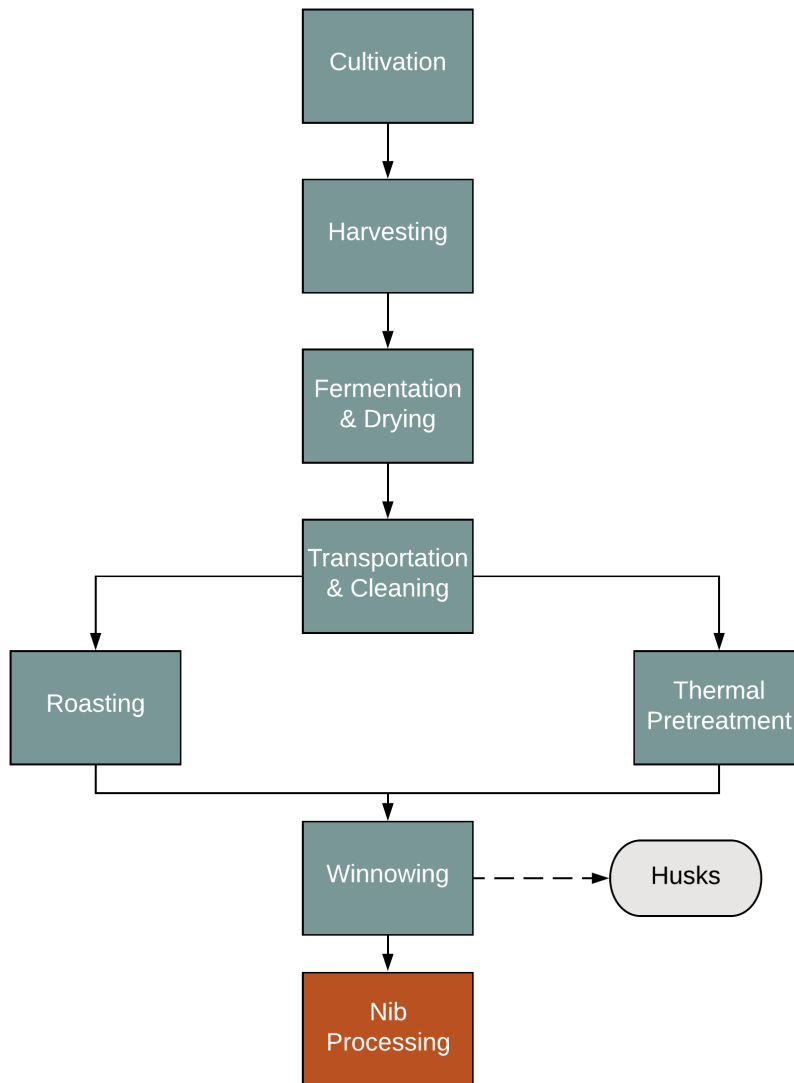 Cultivation
Harvesting
Fermentation
& Drying
Transportation
& Cleaning
Roasting
Thermal
Pretreatment
Winnowing
Husks
Nib
Processing